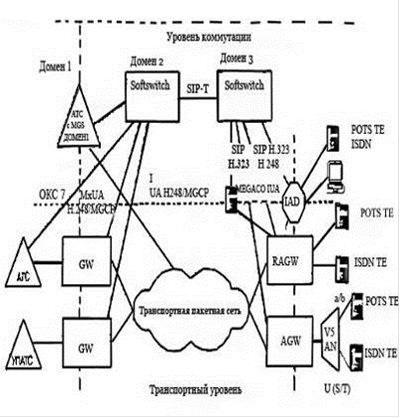 Уровень коммутации
Домен 1
Домен 2
Домен 3
Softswitch
SIP-T
Softswitch
АТС
с MGS
ДОМЕН1
SIP
H.323
SIP H.323
H 248
POTS TE
ISDN
ОКС 7
MxUA
H.248/MGCP
I
UA H248/MGCP
MEGACO IUA
IAD
POTS TE
GW
RAGW
ISDN TE
АТС
Транспортная пакетная сеть
a/b
POTS TE
УПАТС
GW
AGW
V5
AN
ISDN TE
Транспортный уровень
U (S/T)